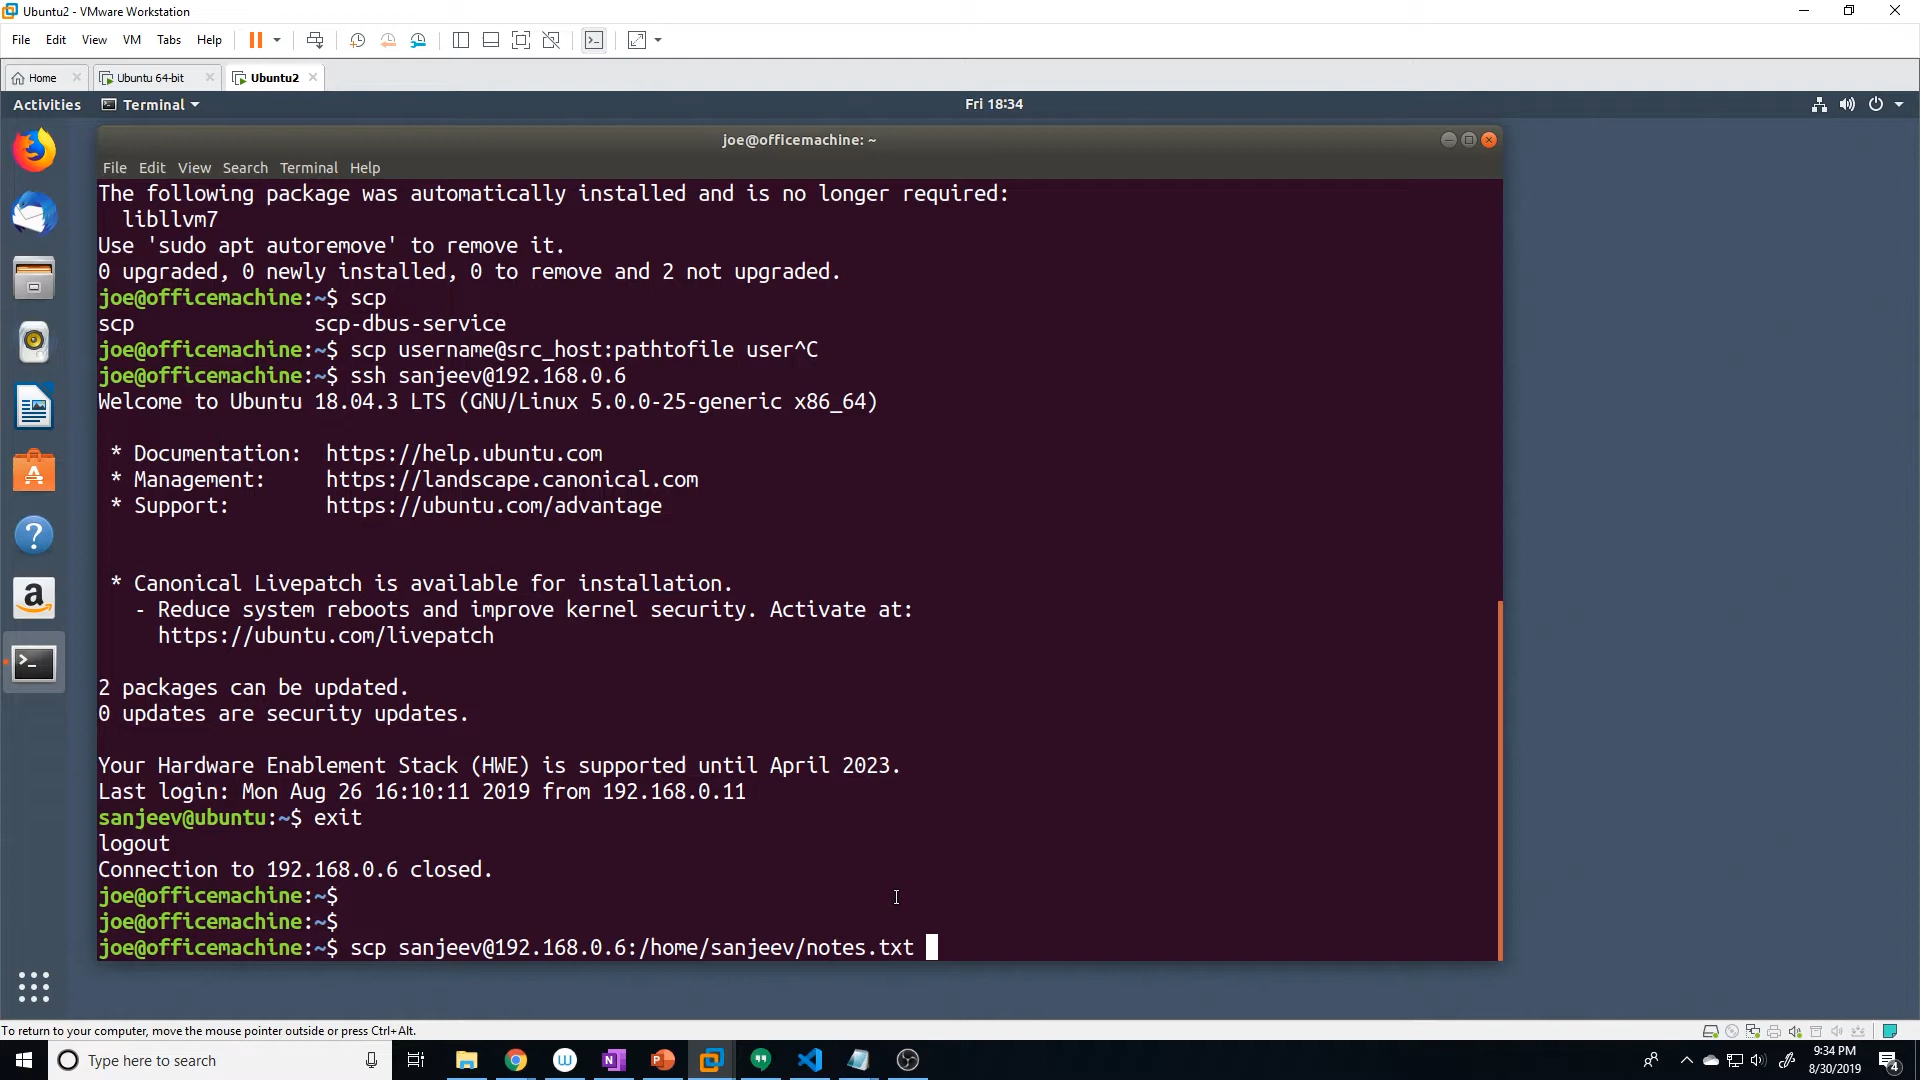 Ubuntu2 - VMware Workstation
File Edit View VM Tabs Help
Home Ubuntu 64-bit Ubuntu2
Activities Terminal Fri 18:34
joe@officemachine: ~
File Edit View Search Terminal Help
The following package was automatically installed and is no longer required:
libllvm7
Use 'sudo apt autoremove' to remove it.
0 upgraded, 0 newly installed, 0 to remove and 2 not upgraded.
joe@officemachine:~$ scp
scp scp-dbus-service
joe@officemachine:~$ scp username@src_host:pathtofile user^C
joe@officemachine:~$ ssh sanjeev@192.168.0.6
Welcome to Ubuntu 18.04.3 LTS (GNU/Linux 5.0.0-25-generic x86_64)
* Documentation: https://help.ubuntu.com
* Management: https://landscape.canonical.com
* Support: https://ubuntu.com/advantage
* Canonical Livepatch is available for installation.
- Reduce system reboots and improve kernel security. Activate at:
https://ubuntu.com/livepatch
2 packages can be updated.
0 updates are security updates.
Your Hardware Enablement Stack (HWE) is supported until April 2023.
Last login: Mon Aug 26 16:10:11 2019 from 192.168.0.11
sanjeev@ubuntu:~$ exit
logout
Connection to 192.168.0.6 closed.
joe@officemachine:~$
joe@officemachine:~$
joe@officemachine:~$ scp sanjeev@192.168.0.6:/home/sanjeev/notes.txt
To return to your computer, move the mouse pointer outside or press Ctrl+Alt.
Type here to search
9:34 PM
8/30/2019
4